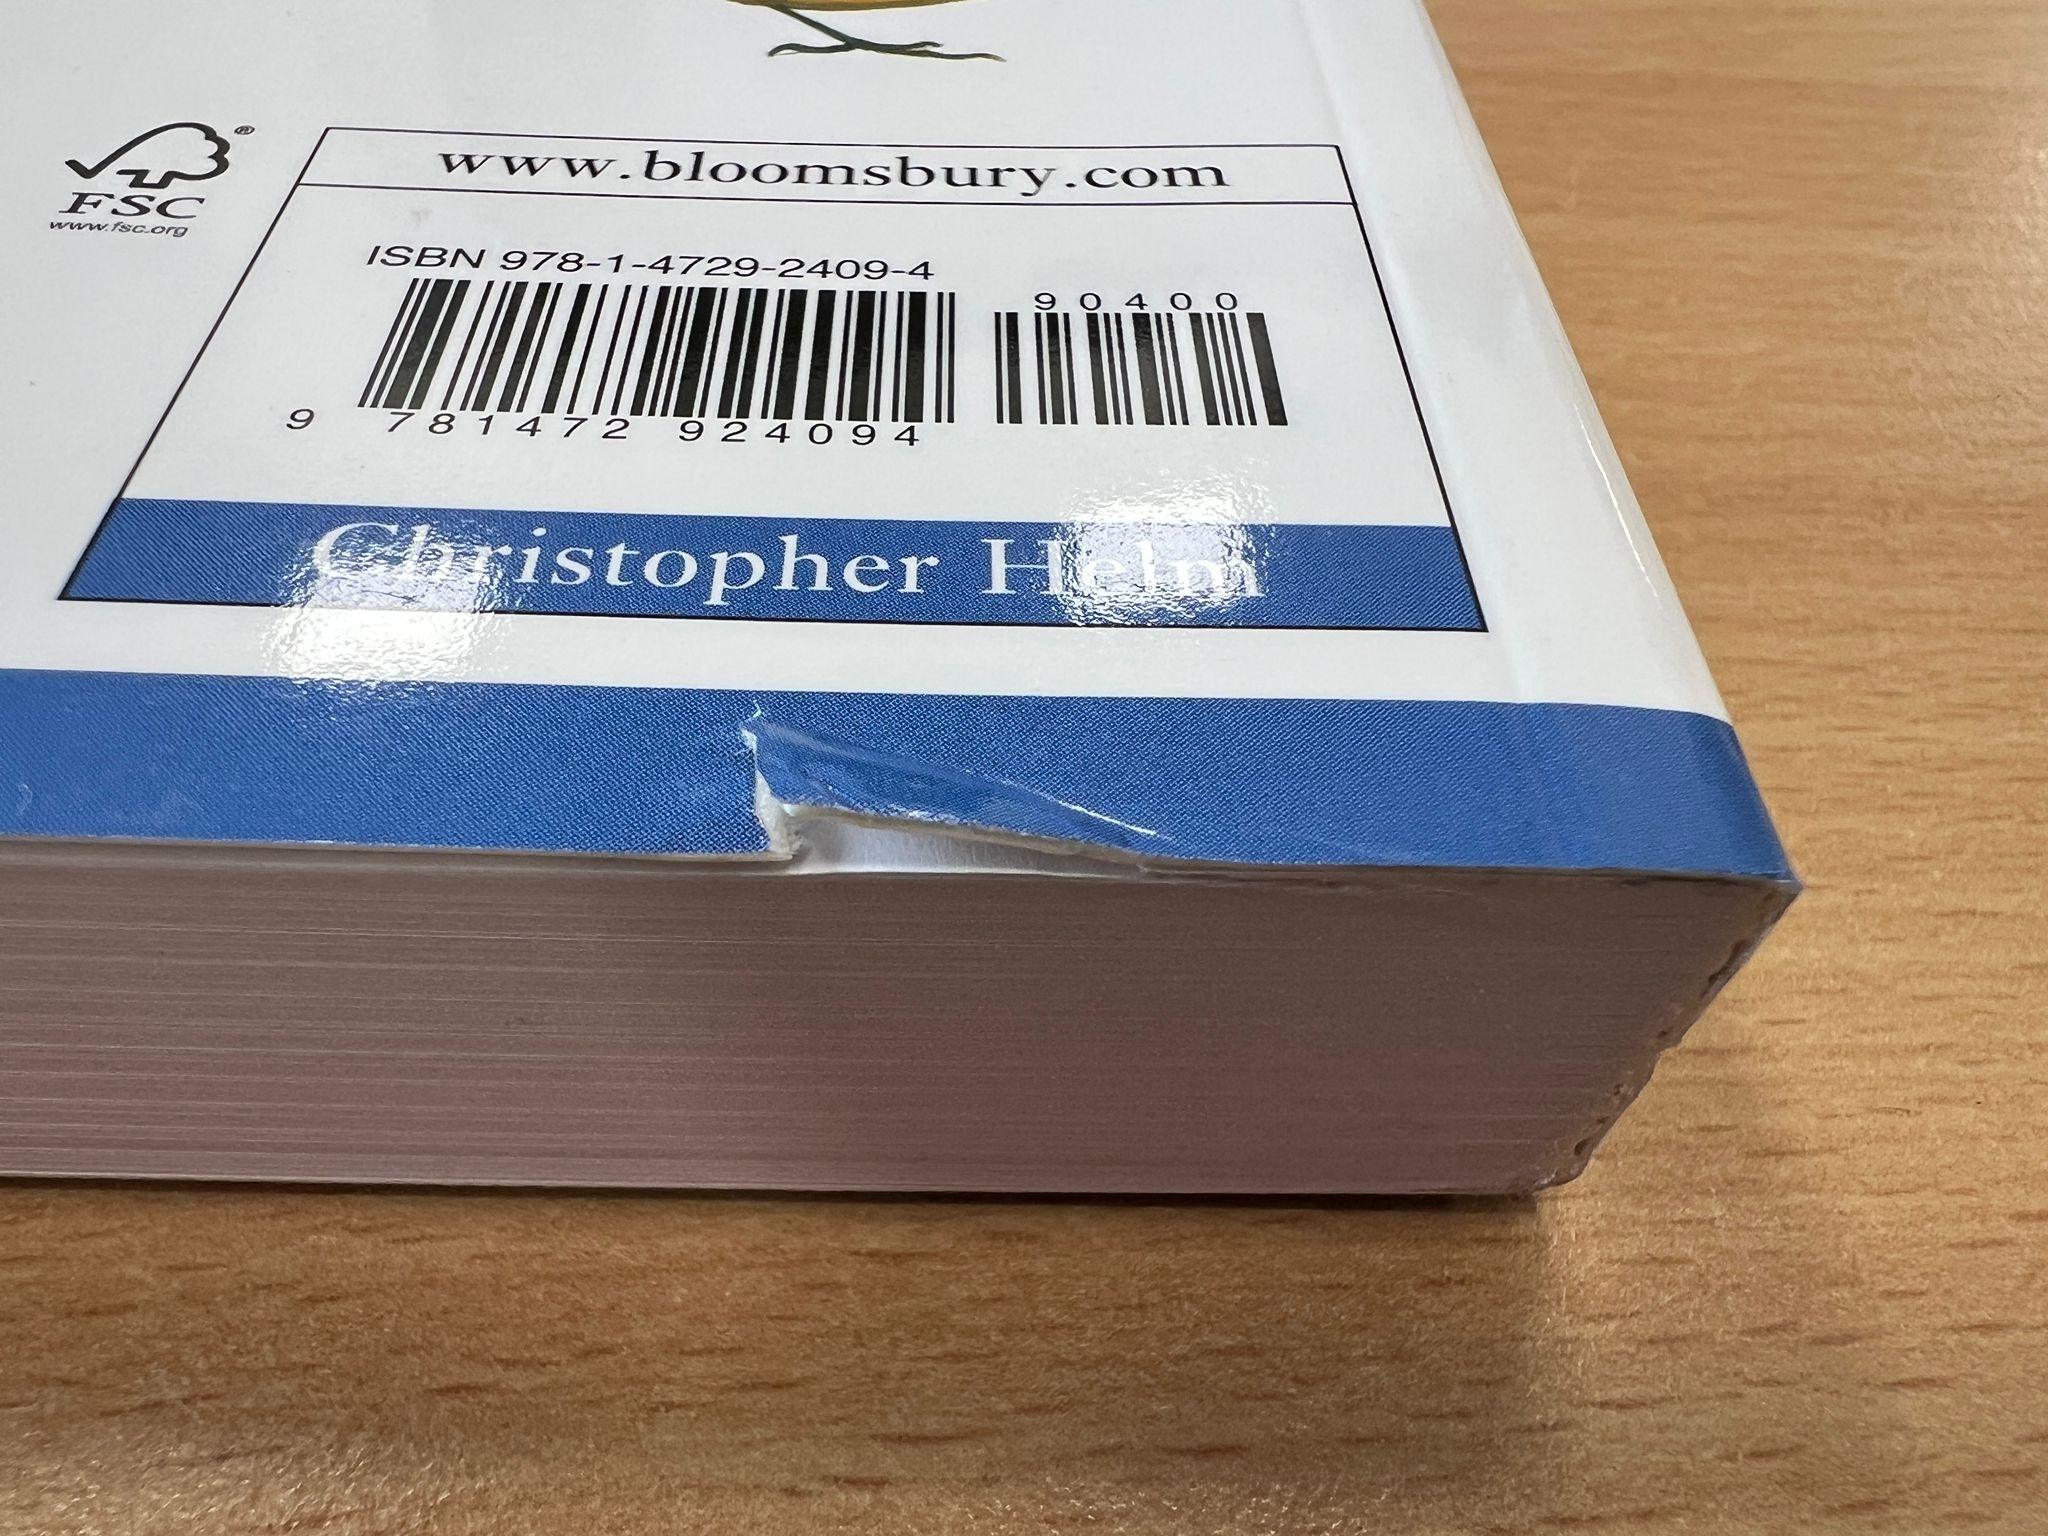 www.bloomsbury.com
FSC
www.fsc.org
ISBN 978-1-4729-2409-4
90400
9 781472 924094
Christopher Helm